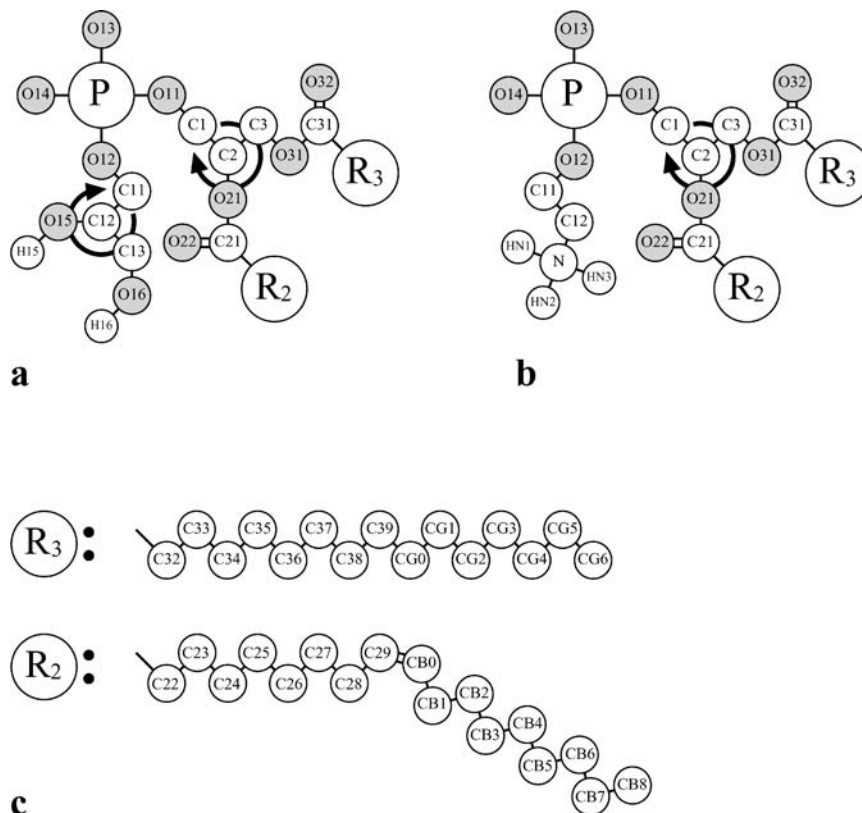 O13
O14 P O11 O32
C1 C3 C31
O12 C2 O31 R3
C11 O21
O15 C12 O22 C21
H15 C13 R2
O16
H16
a
O13
O14 P O11 O32
C1 C3 C31
O12 C2 O31 R3
C11 O21
C12 O22 C21
HN1 N HN3 R2
HN2
b
R3: C33 C35 C37 C39 CG1 CG3 CG5
C32 C34 C36 C38 CG0 CG2 CG4 CG6
R2: C23 C25 C27 C29 CB0
C22 C24 C26 C28
CB1 CB2
CB3 CB4
CB5 CB6
CB7 CB8
c